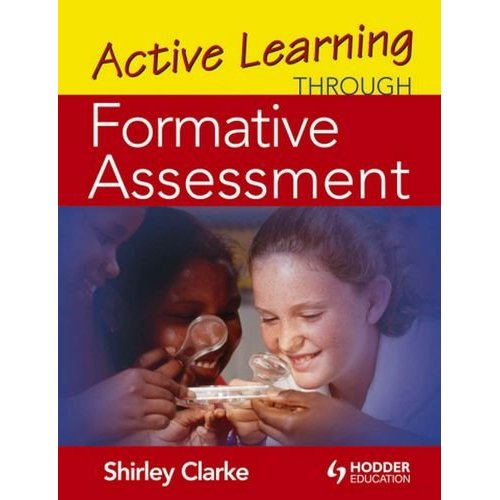 Active Learning
THROUGH
Formative
Assessment
Shirley Clarke
HODDER
EDUCATION